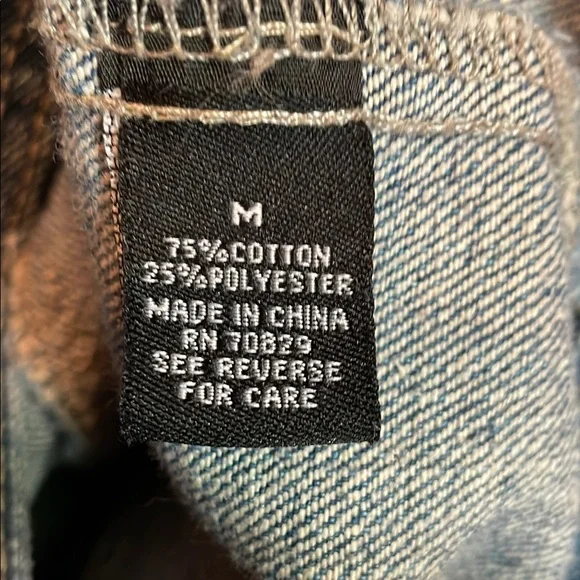 M
75%COTTON
25%POLYESTER
MADE IN CHINA
RN 70829
SEE REVERSE
FOR CARE